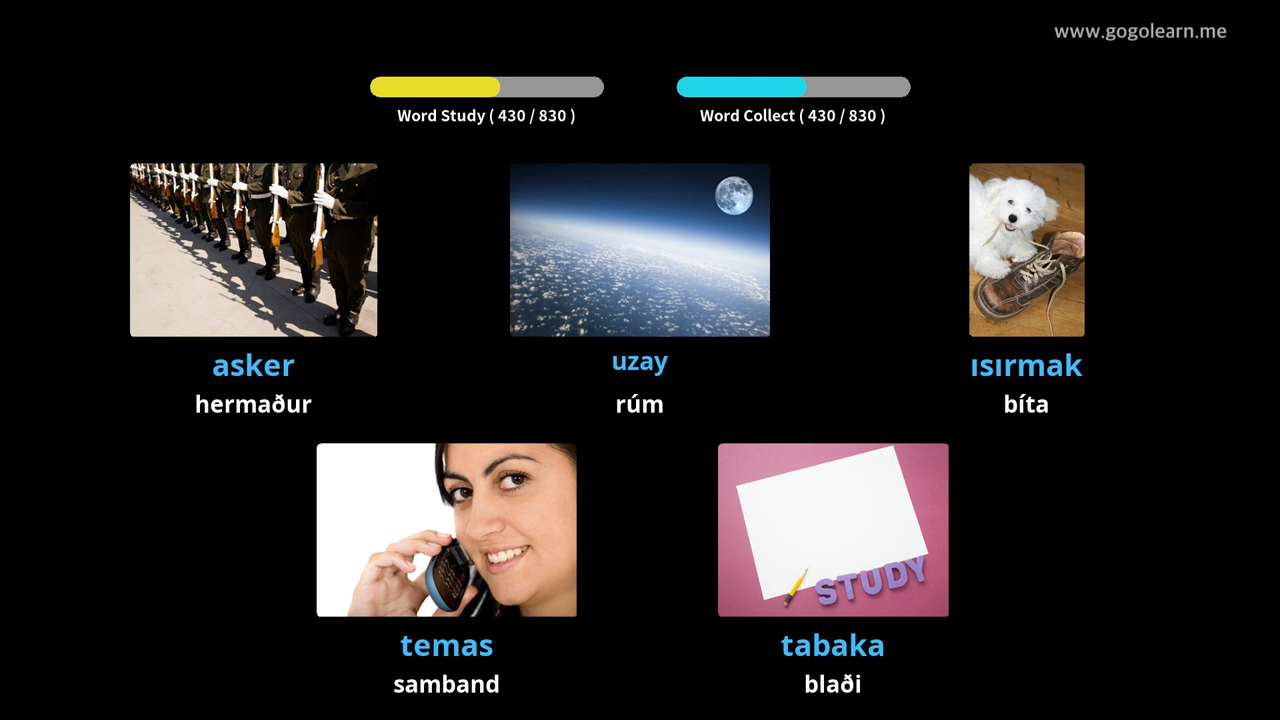 www.gogolearn.me
Word Study ( 430 / 830 )
Word Collect ( 430 / 830 )
asker
hermaður
uzay
rúm
ısırmak
bíta
STUDY
temas
samband
tabaka
blaði